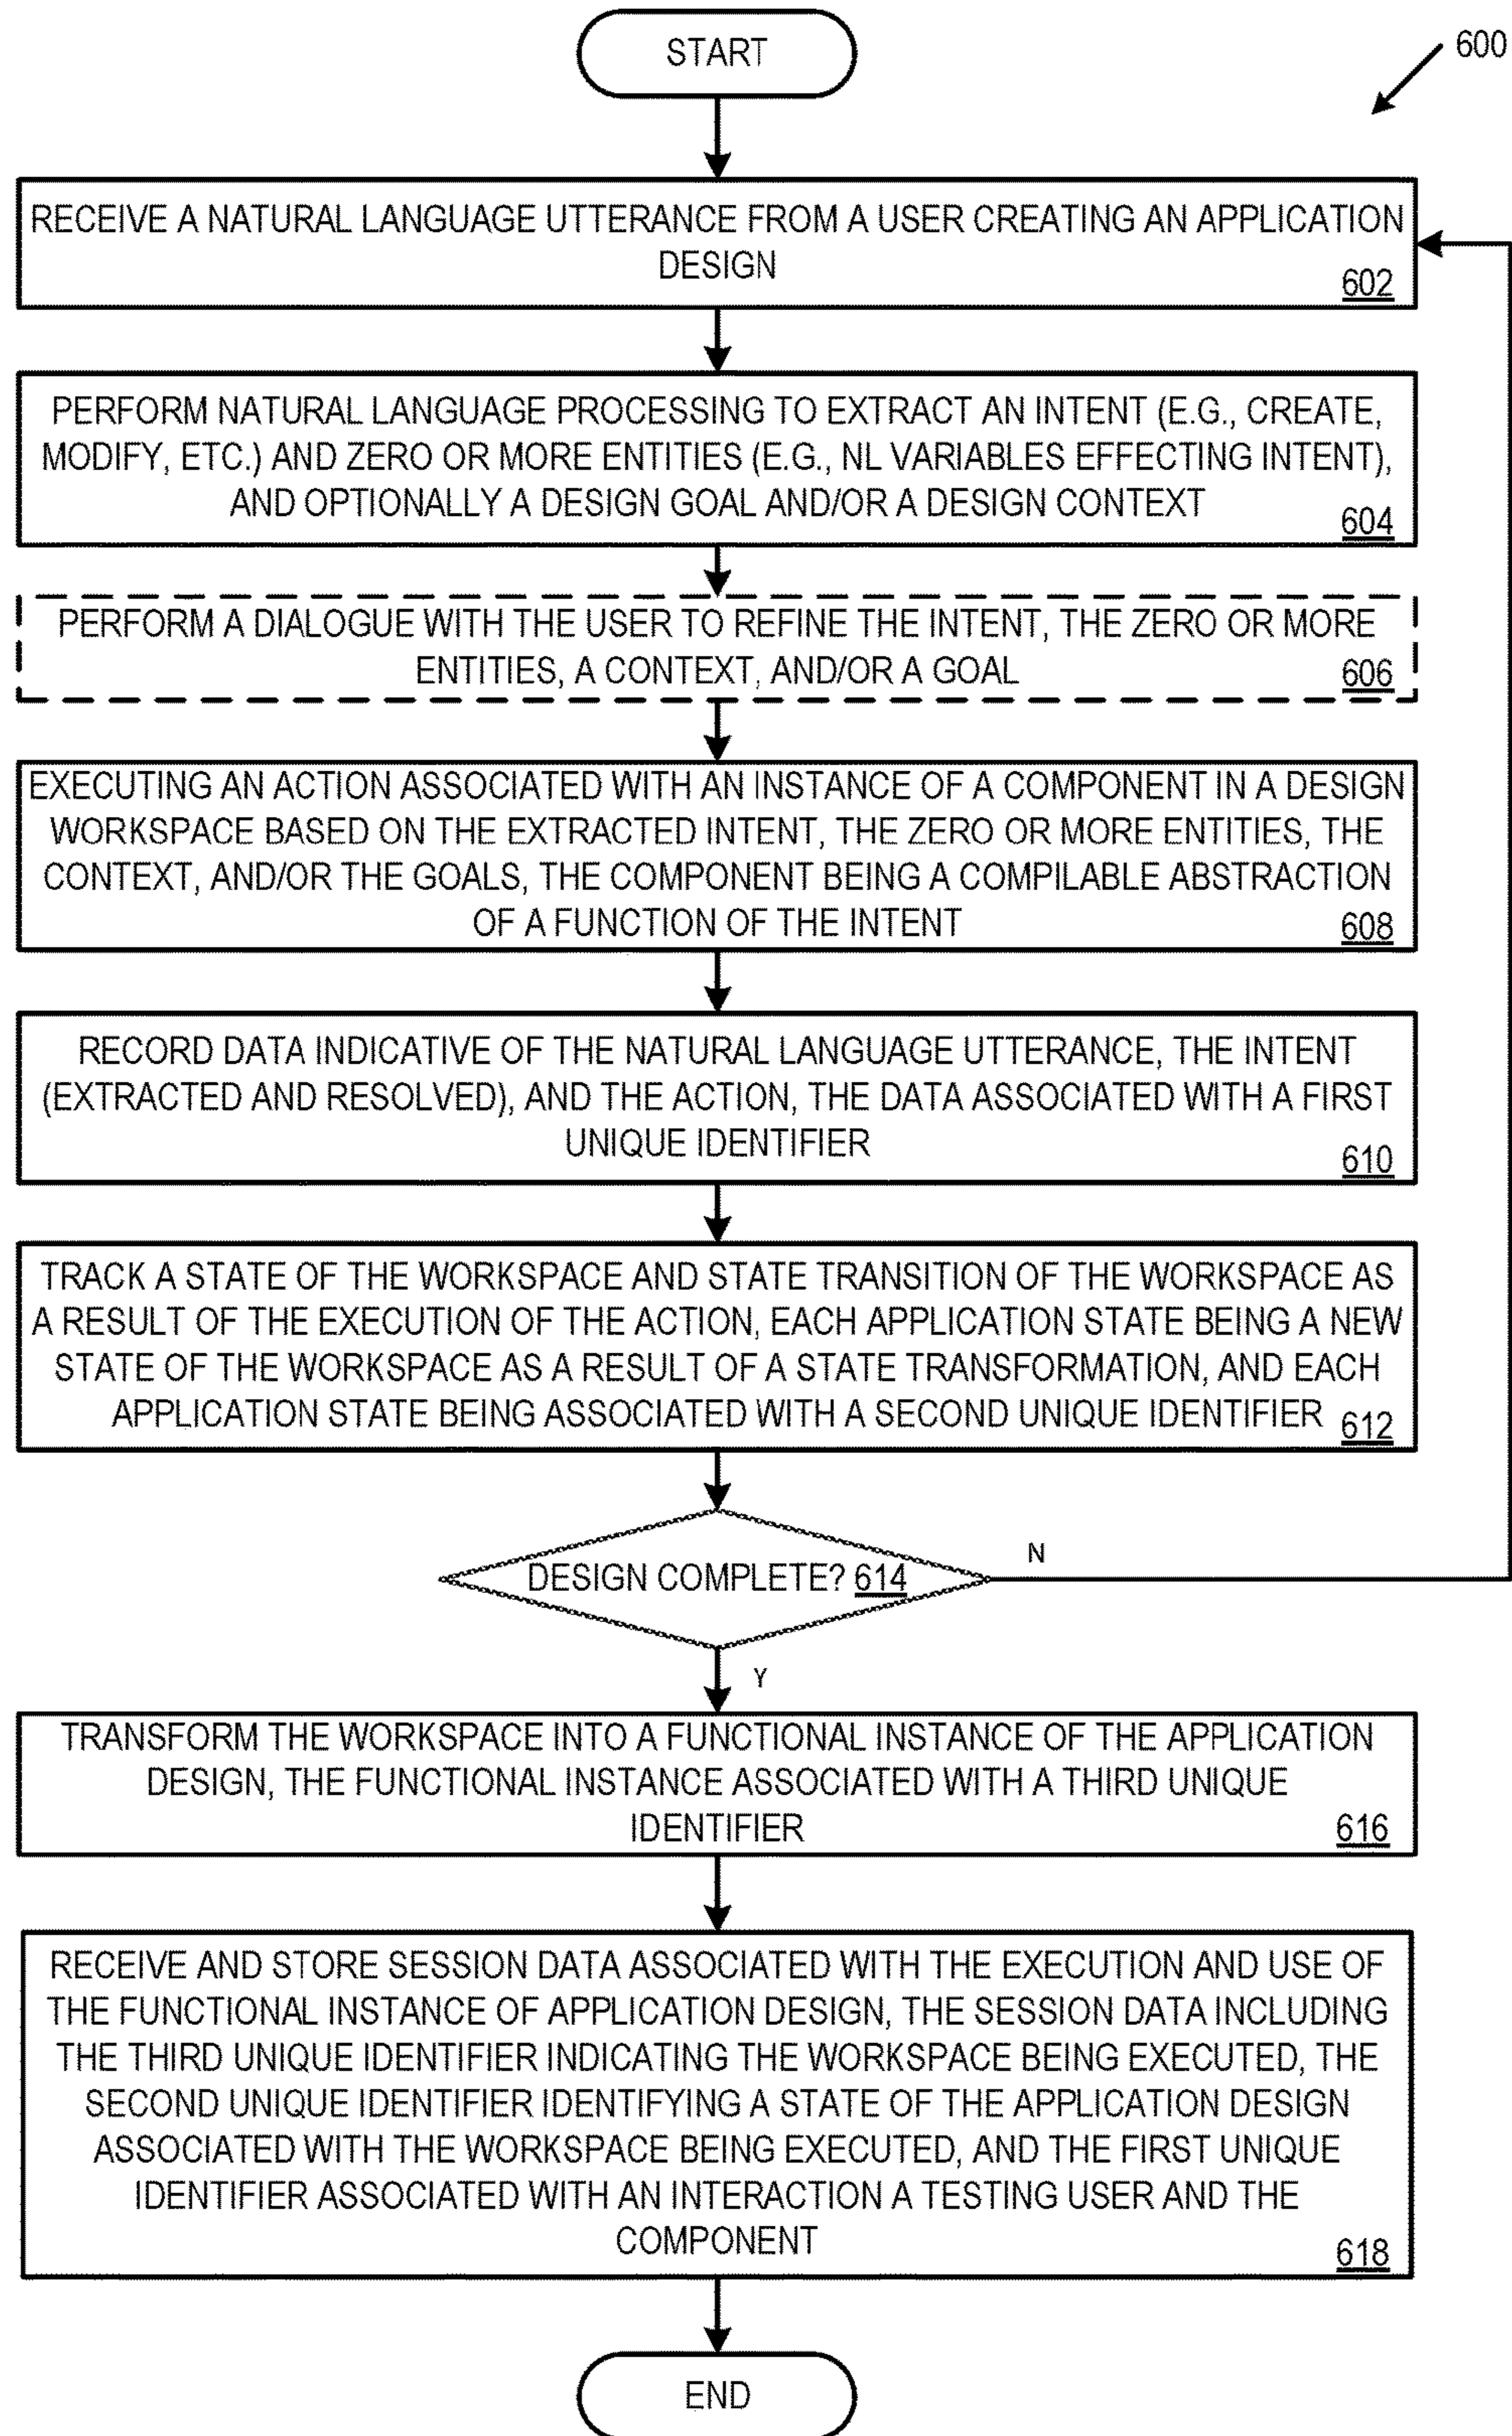 START
600
RECEIVE A NATURAL LANGUAGE UTTERANCE FROM A USER CREATING AN APPLICATION
DESIGN
602
PERFORM NATURAL LANGUAGE PROCESSING TO EXTRACT AN INTENT (E.G., CREATE,
MODIFY, ETC.) AND ZERO OR MORE ENTITIES (E.G., NL VARIABLES EFFECTING INTENT),
AND OPTIONALLY A DESIGN GOAL AND/OR A DESIGN CONTEXT
604
PERFORM A DIALOGUE WITH THE USER TO REFINE THE INTENT, THE ZERO OR MORE
ENTITIES, A CONTEXT, AND/OR A GOAL
606
EXECUTING AN ACTION ASSOCIATED WITH AN INSTANCE OF A COMPONENT IN A DESIGN
WORKSPACE BASED ON THE EXTRACTED INTENT, THE ZERO OR MORE ENTITIES, THE
CONTEXT, AND/OR THE GOALS, THE COMPONENT BEING A COMPILABLE ABSTRACTION
OF A FUNCTION OF THE INTENT
608
RECORD DATA INDICATIVE OF THE NATURAL LANGUAGE UTTERANCE, THE INTENT
(EXTRACTED AND RESOLVED), AND THE ACTION, THE DATA ASSOCIATED WITH A FIRST
UNIQUE IDENTIFIER
610
TRACK A STATE OF THE WORKSPACE AND STATE TRANSITION OF THE WORKSPACE AS
A RESULT OF THE EXECUTION OF THE ACTION, EACH APPLICATION STATE BEING A NEW
STATE OF THE WORKSPACE AS A RESULT OF A STATE TRANSFORMATION, AND EACH
APPLICATION STATE BEING ASSOCIATED WITH A SECOND UNIQUE IDENTIFIER
612
DESIGN COMPLETE? 614
N
Y
TRANSFORM THE WORKSPACE INTO A FUNCTIONAL INSTANCE OF THE APPLICATION
DESIGN, THE FUNCTIONAL INSTANCE ASSOCIATED WITH A THIRD UNIQUE
IDENTIFIER
616
RECEIVE AND STORE SESSION DATA ASSOCIATED WITH THE EXECUTION AND USE OF
THE FUNCTIONAL INSTANCE OF APPLICATION DESIGN, THE SESSION DATA INCLUDING
THE THIRD UNIQUE IDENTIFIER INDICATING THE WORKSPACE BEING EXECUTED, THE
SECOND UNIQUE IDENTIFIER IDENTIFYING A STATE OF THE APPLICATION DESIGN
ASSOCIATED WITH THE WORKSPACE BEING EXECUTED, AND THE FIRST UNIQUE
IDENTIFIER ASSOCIATED WITH AN INTERACTION A TESTING USER AND THE
COMPONENT
618
END